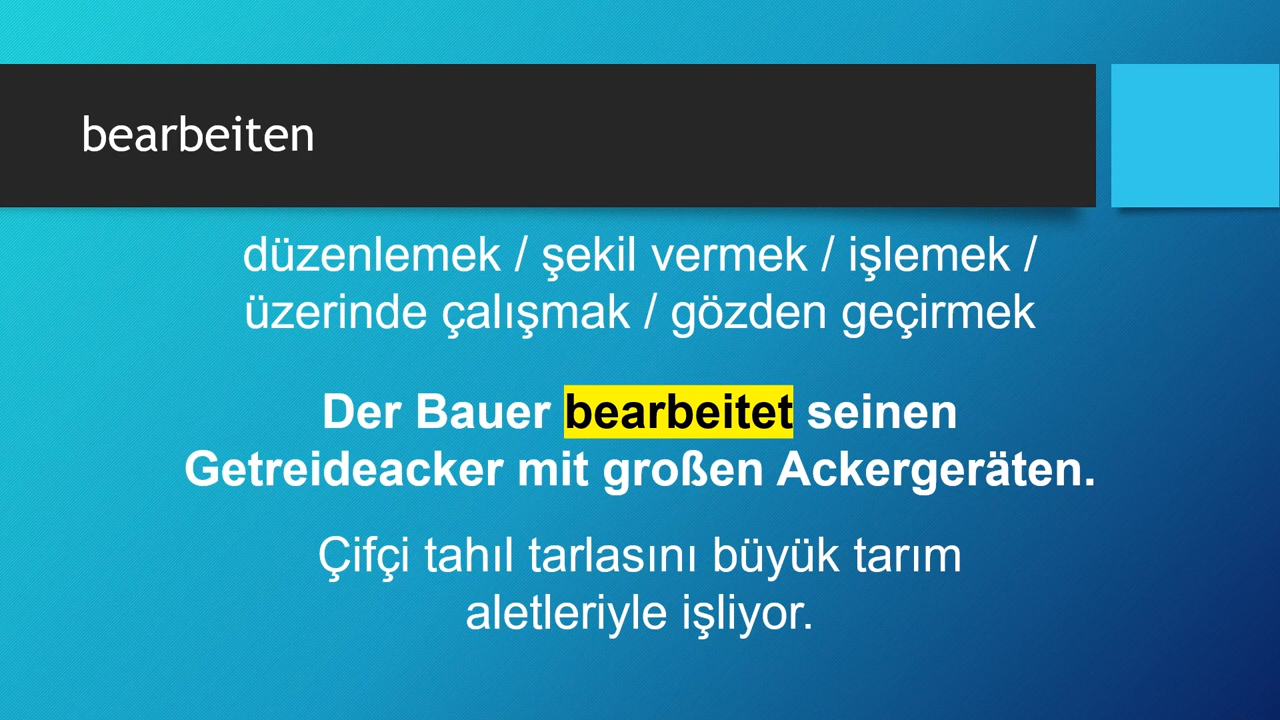 bearbeiten
düzenlemek / şekil vermek / işlemek /
üzerinde çalışmak / gözden geçirmek
Der Bauer bearbeitet seinen
Getreideacker mit großen Ackergeräten.
Çifçi tahıl tarlasını büyük tarım
aletleriyle işliyor.